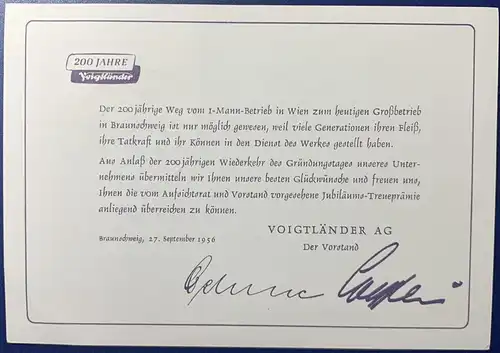 200 JAHRE
Voigtländer
Der 200jährige Weg vom 1-Mann-Betrieb in Wien zum heutigen Großbetrieb
in Braunschweig ist nur möglich gewesen, weil viele Generationen ihren Fleiß,
ihre Tatkraft und ihr Können in den Dienst des Werkes gestellt haben.
Aus Anlaß der 200jährigen Wiederkehr des Gründungstages unseres Unter-
nehmens übermitteln wir Ihnen unsere besten Glückwünsche und freuen uns,
Ihnen die vom Aufsichtsrat und Vorstand vorgesehene Jubiläums-Treueprämie
anliegend überreichen zu können.
VOIGTLÄNDER AG
Braunschweig, 27. September 1956
Der Vorstand